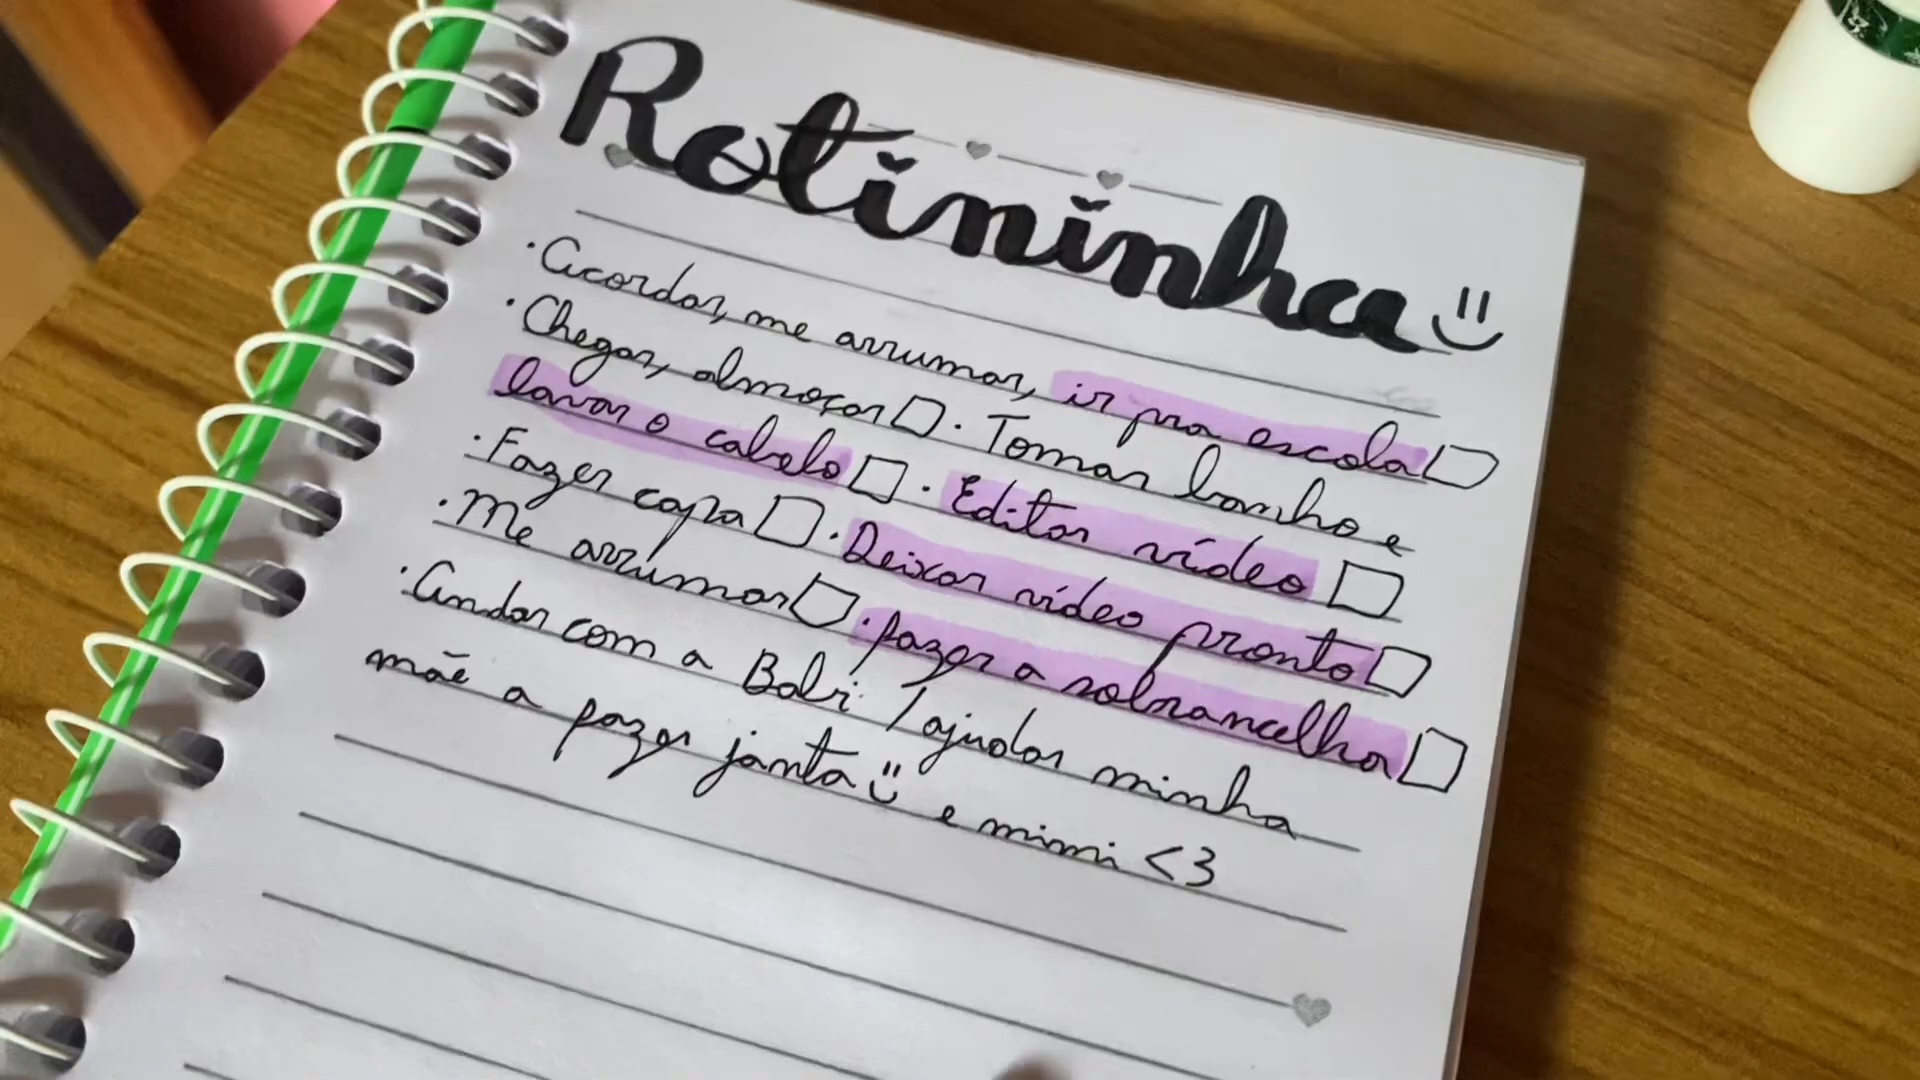 Rotininha
· Acordar, me arrumar, ir pra escola
· Chegar, almoçar · Tomar banho e
lavar o cabelo · Editar vídeo
· Fazer capa · Deixar vídeo pronto
· Me arrumar · fazer a sobrancelha
· Andar com a Babi / ajudar minha
mãe a fazer janta e mimi <3